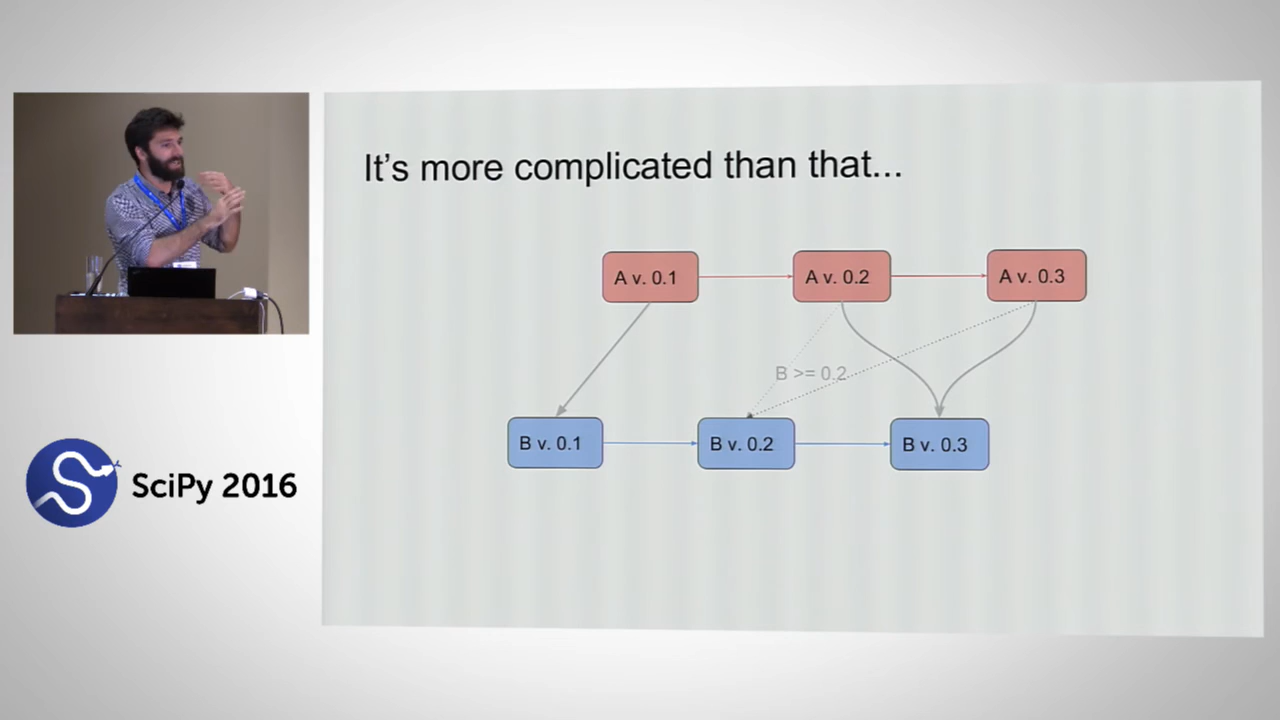 It's more complicated than that...
A v. 0.1
A v. 0.2
A v. 0.3
B >= 0.2
B v. 0.1
B v. 0.2
B v. 0.3
SciPy 2016